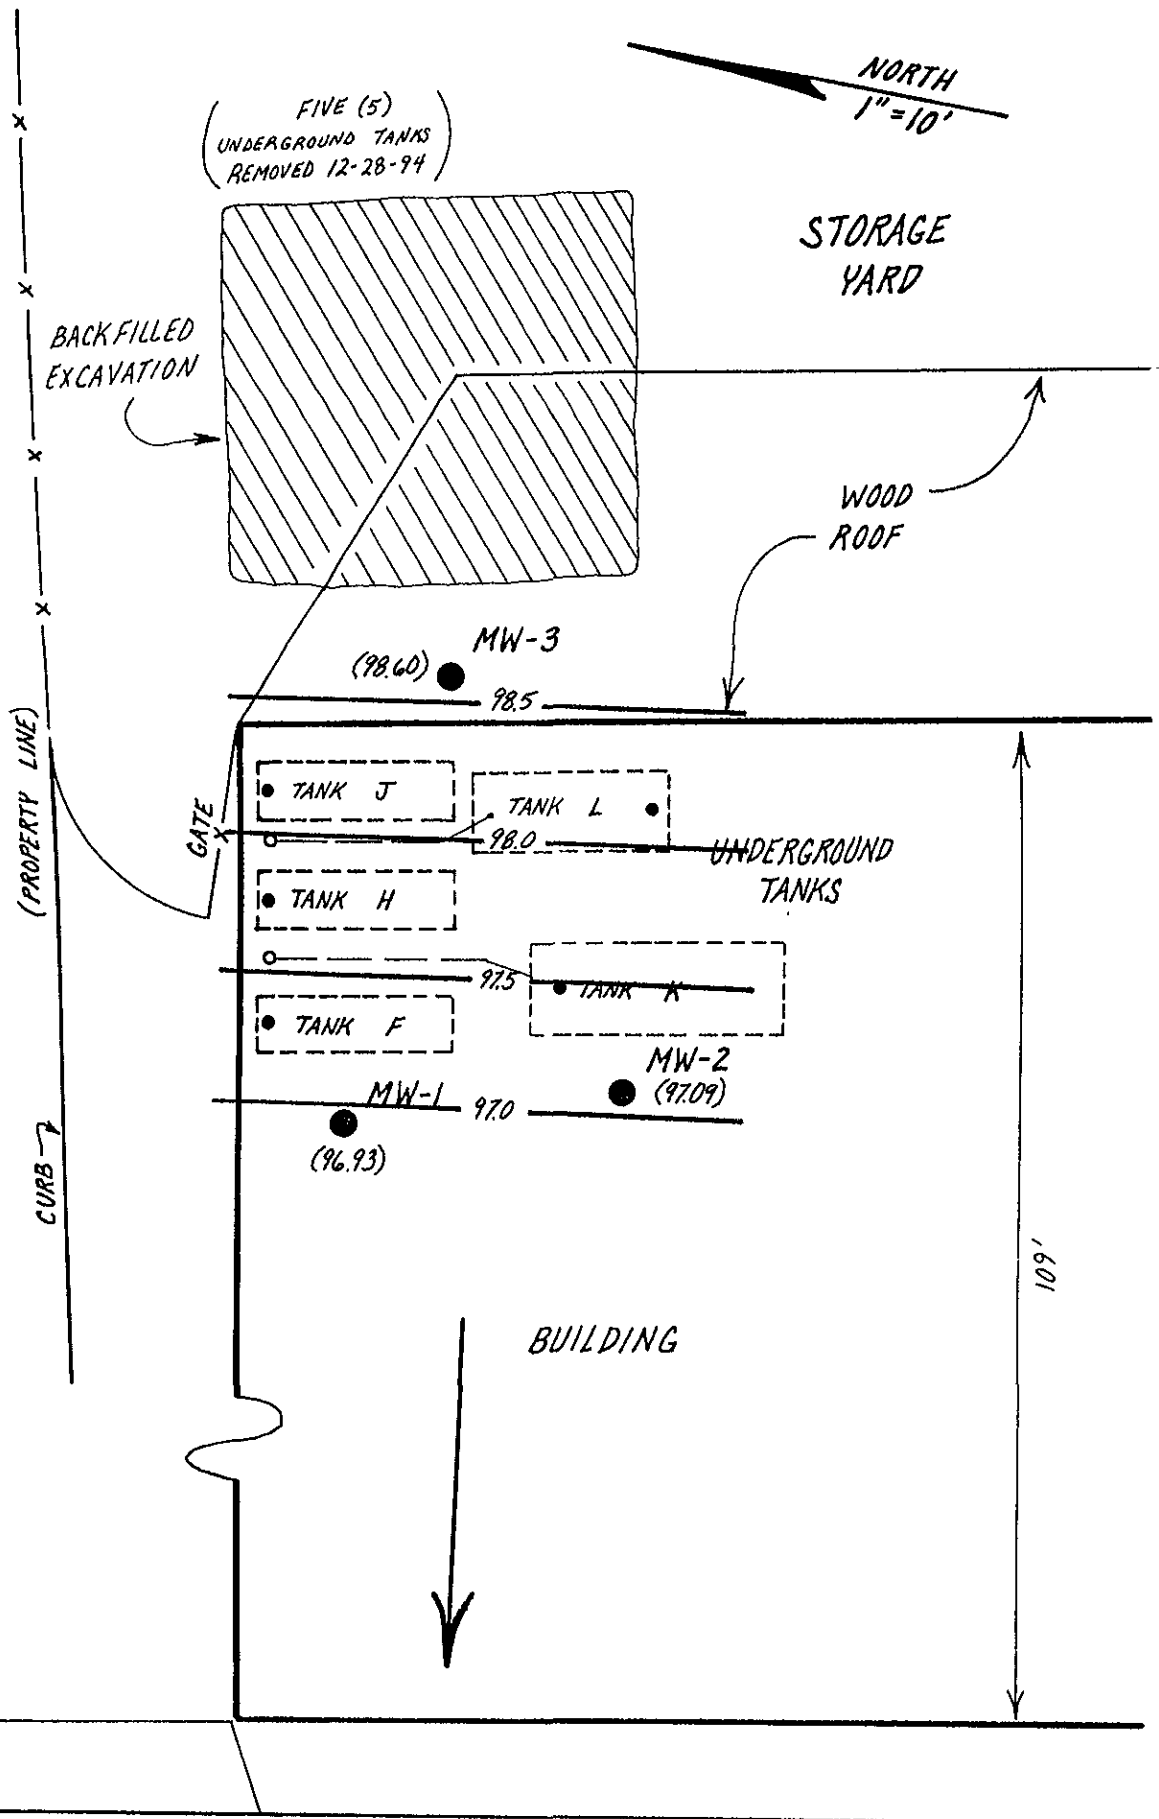 NORTH
1"=10'
FIVE (5)
UNDERGROUND TANKS
REMOVED 12-28-94
STORAGE
YARD
BACKFILLED
EXCAVATION
WOOD
ROOF
MW-3
(98.60)
98.5
(PROPERTY LINE)
GATE
TANK J
TANK L
98.0
UNDERGROUND
TANKS
TANK H
97.5
TANK K
TANK F
MW-2
(97.09)
MW-1
97.0
(96.93)
CURB
109'
BUILDING